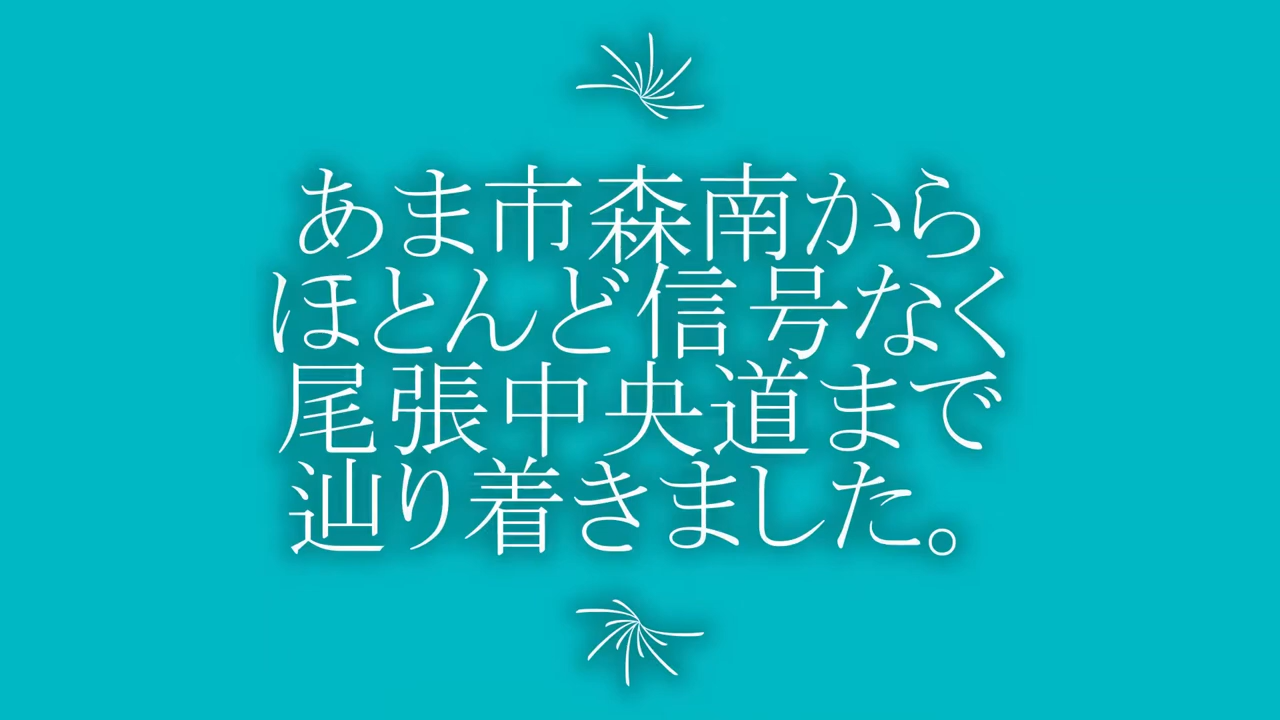 あま市森南から
ほとんど信号なく
尾張中央道まで
辿り着きました。